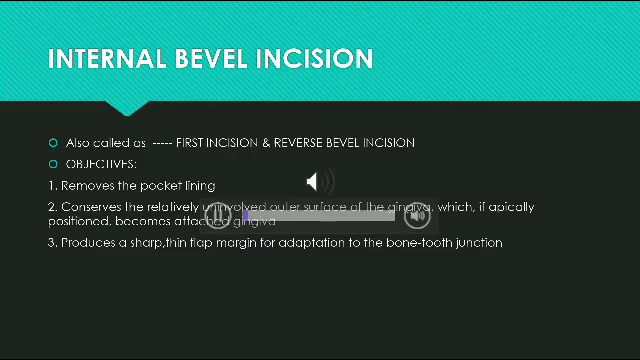 INTERNAL BEVEL INCISION
Also called as ----- FIRST INCISION & REVERSE BEVEL INCISION
OBJECTIVES:
1. Removes the pocket lining
2. Conserves the relatively uninvolved outer surface of the gingiva, which, if apically
positioned, becomes attached gingiva
3. Produces a sharp,thin flap margin for adaptation to the bone-tooth junction